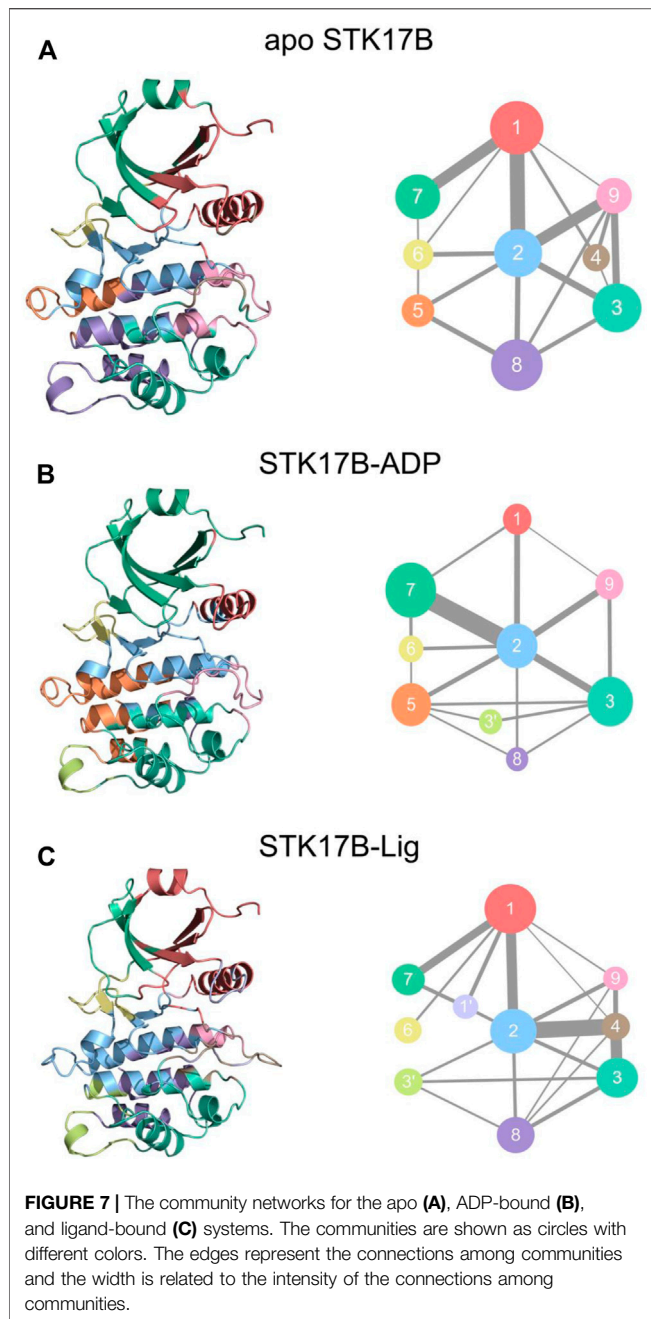 A
apo STK17B
1
7
9
2
6
4
5
3
8
B
STK17B-ADP
1
7
9
2
6
5
3
3'
8
C
STK17B-Lig
1
7
9
1'
2
4
6
3'
3
8
FIGURE 7 | The community networks for the apo (A), ADP-bound (B),
and ligand-bound (C) systems. The communities are shown as circles with
different colors. The edges represent the connections among communities
and the width is related to the intensity of the connections among
communities.